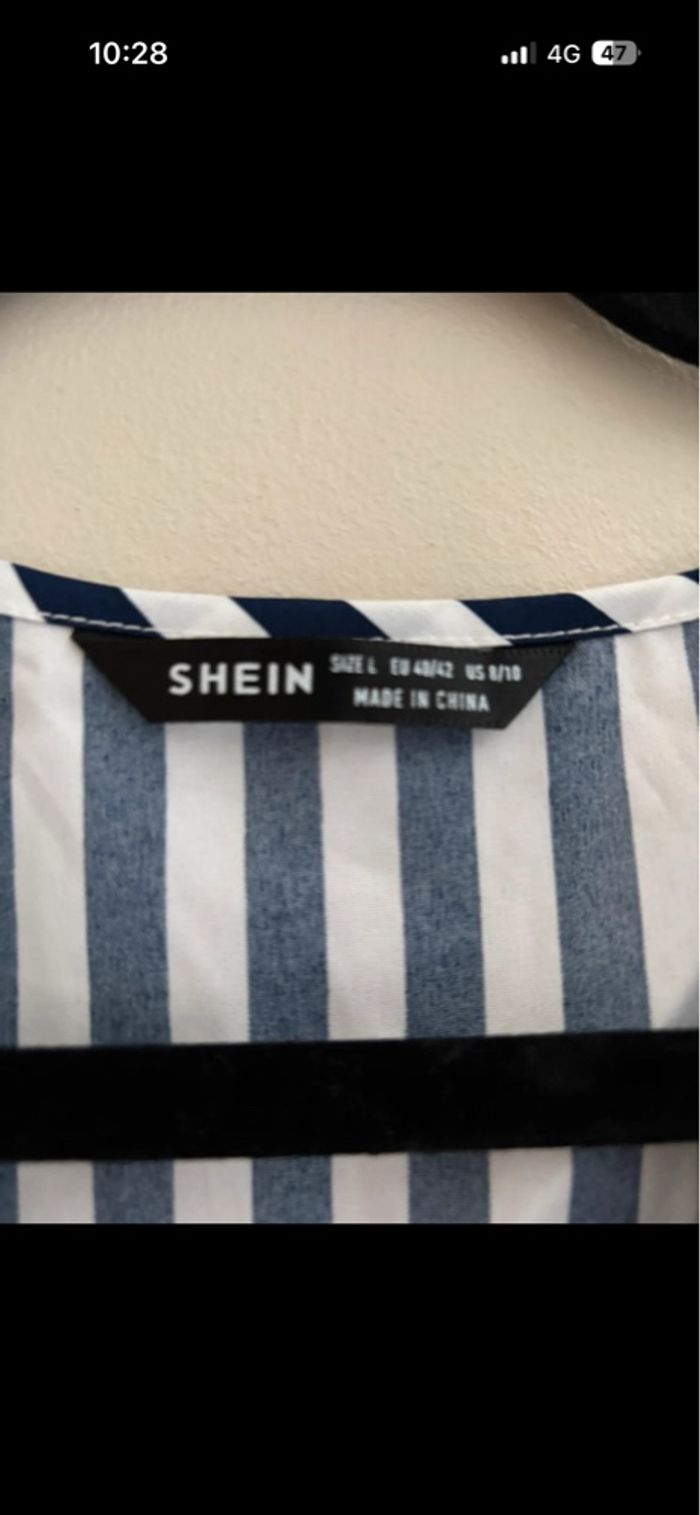 10:28 4G 47
SHEIN SIZE L EU 40/42 US 8/10
MADE IN CHINA